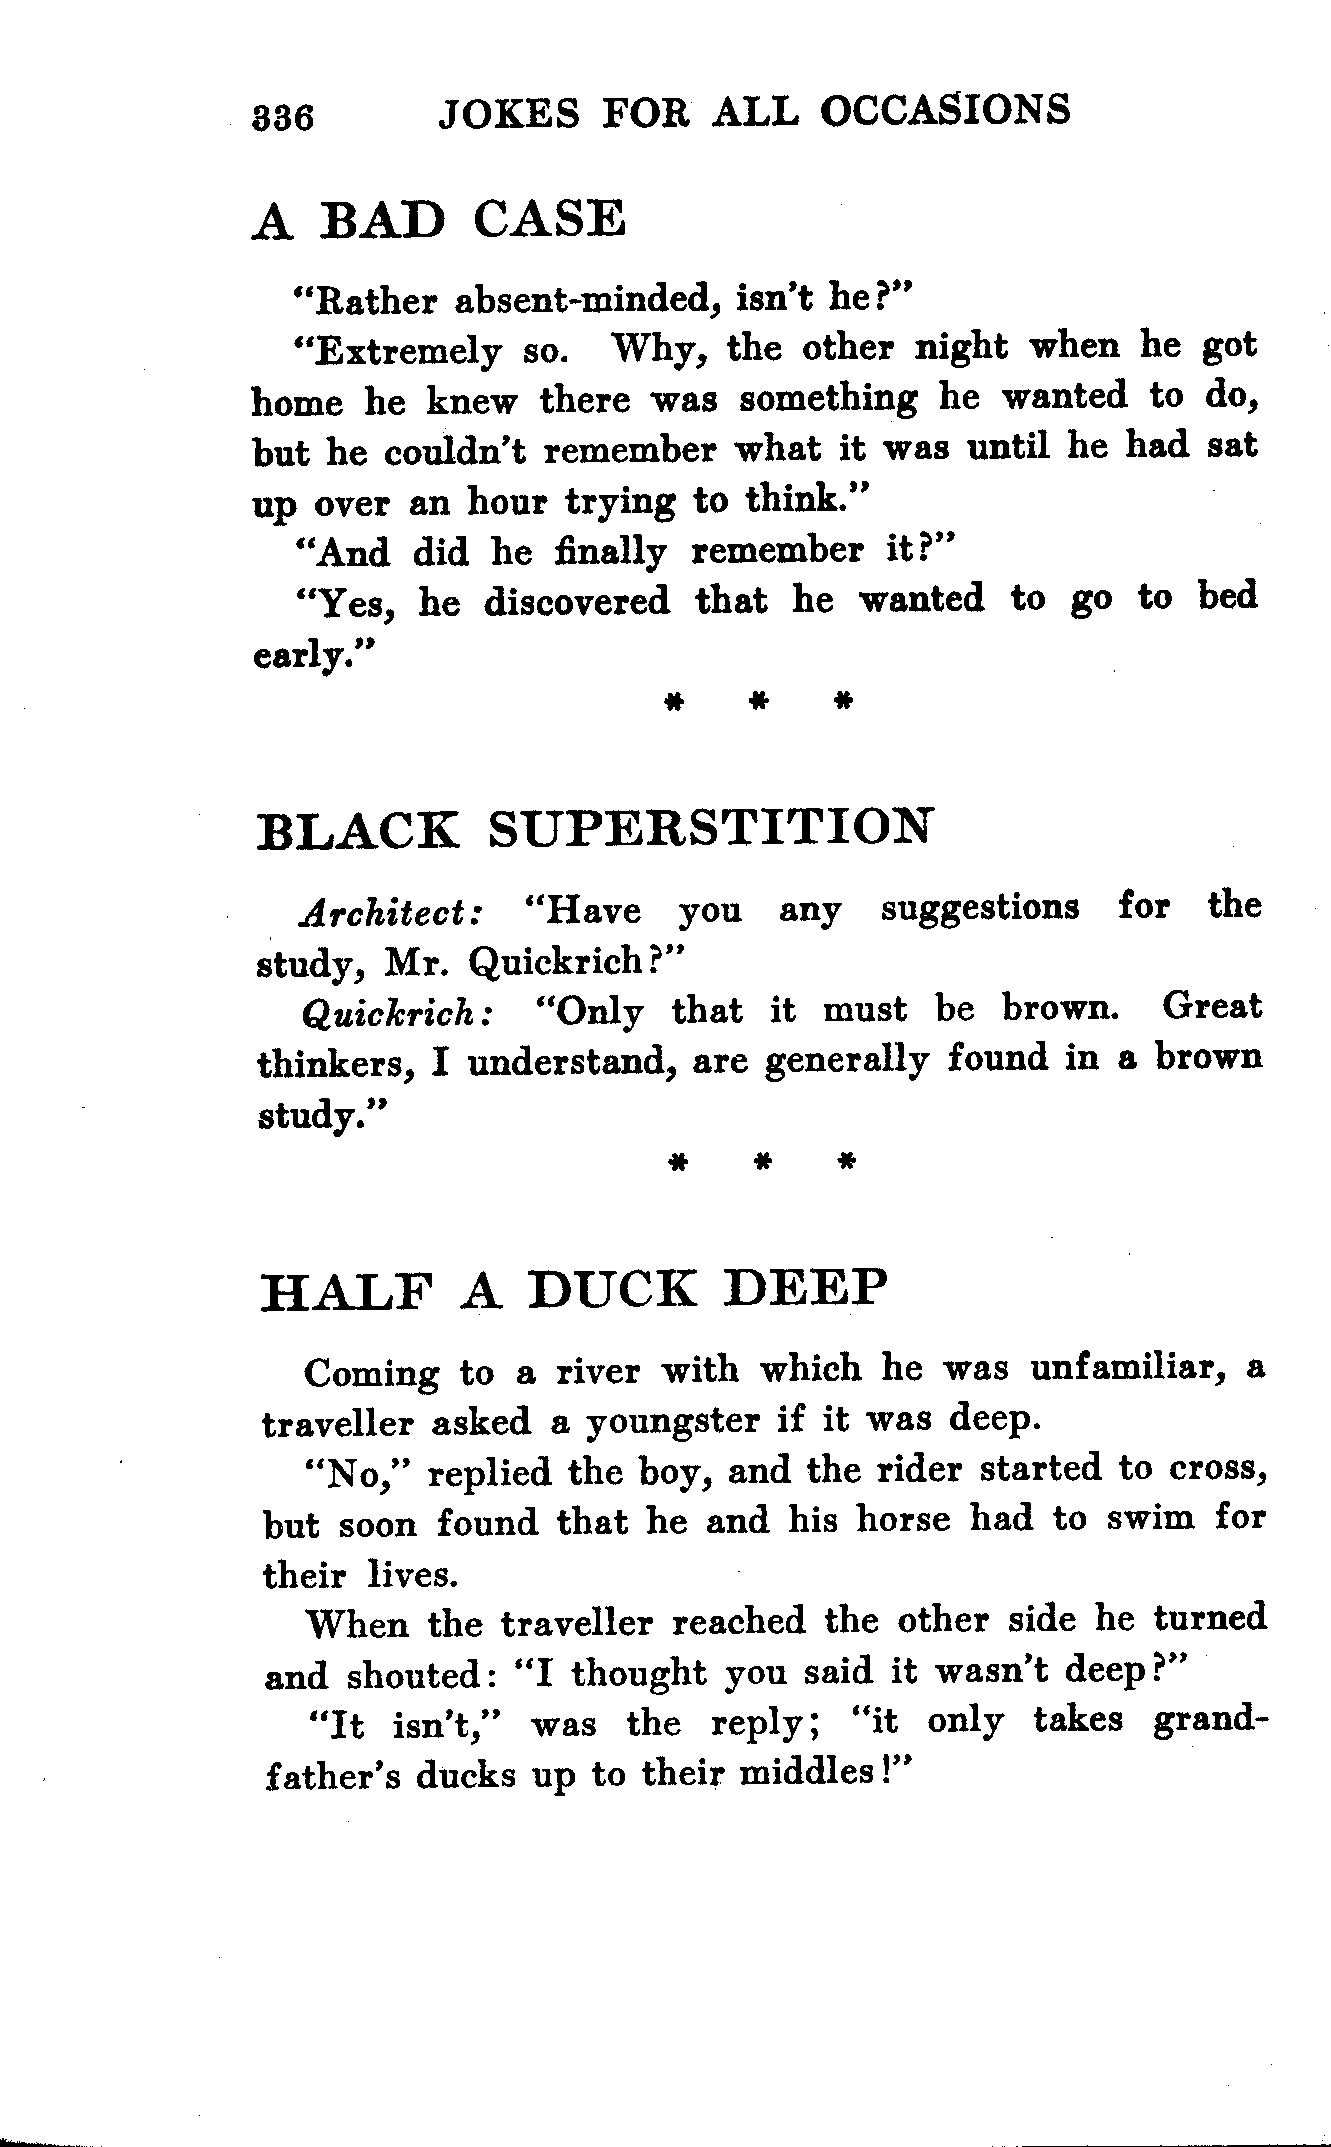 336 JOKES FOR ALL OCCASIONS
A BAD CASE
“Rather absent-minded, isn’t he?”
“Extremely so. Why, the other night when he got
home he knew there was something he wanted to do,
but he couldn’t remember what it was until he had sat
up over an hour trying to think.”
“And did he finally remember it?”
“Yes, he discovered that he wanted to go to bed
early.”
* * *
BLACK SUPERSTITION
Architect: “Have you any suggestions for the
study, Mr. Quickrich?”
Quickrich: “Only that it must be brown. Great
thinkers, I understand, are generally found in a brown
study.”
* * *
HALF A DUCK DEEP
Coming to a river with which he was unfamiliar, a
traveller asked a youngster if it was deep.
“No,” replied the boy, and the rider started to cross,
but soon found that he and his horse had to swim for
their lives.
When the traveller reached the other side he turned
and shouted: “I thought you said it wasn’t deep?”
“It isn’t,” was the reply; “it only takes grand-
father’s ducks up to their middles!”